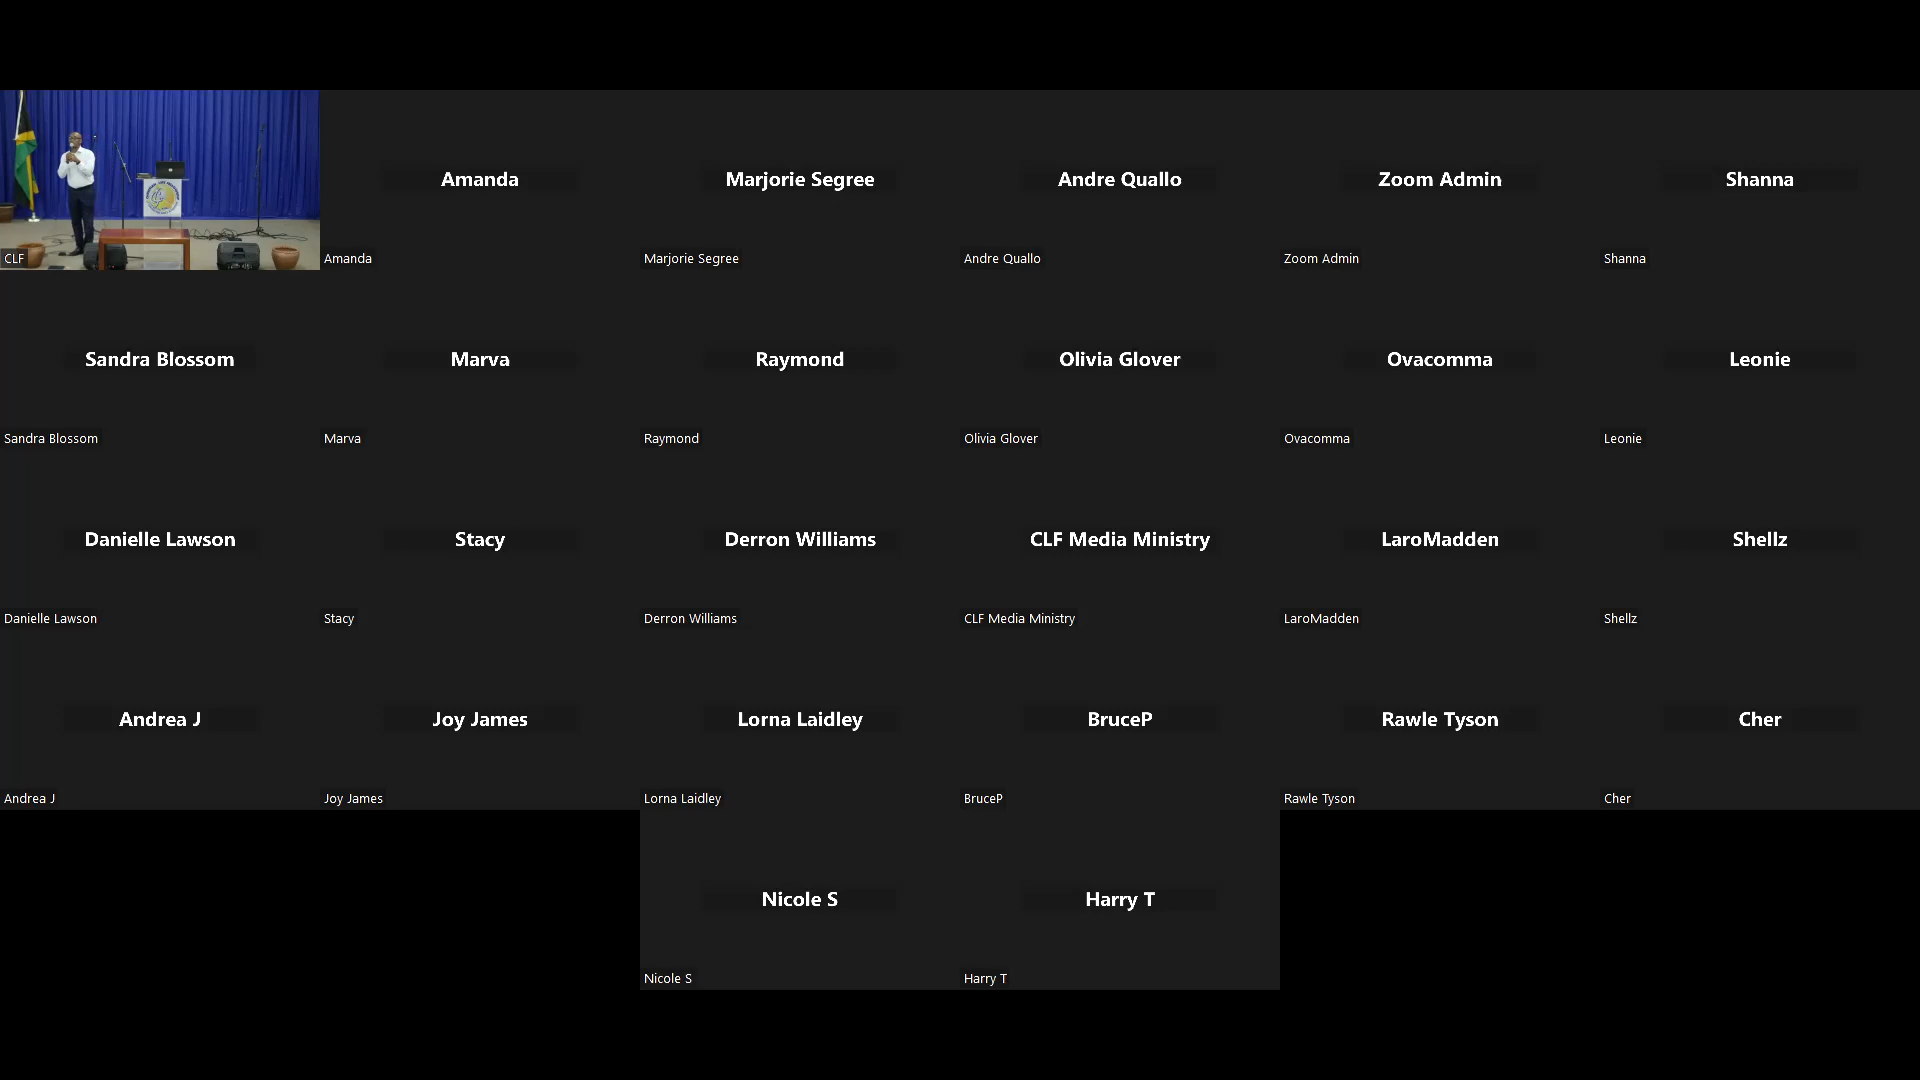 CLF
Amanda
Amanda
Marjorie Segree
Marjorie Segree
Andre Quallo
Andre Quallo
Zoom Admin
Zoom Admin
Shanna
Shanna
Sandra Blossom
Sandra Blossom
Marva
Marva
Raymond
Raymond
Olivia Glover
Olivia Glover
Ovacomma
Ovacomma
Leonie
Leonie
Danielle Lawson
Danielle Lawson
Stacy
Stacy
Derron Williams
Derron Williams
CLF Media Ministry
CLF Media Ministry
LaroMadden
LaroMadden
Shellz
Shellz
Andrea J
Andrea J
Joy James
Joy James
Lorna Laidley
Lorna Laidley
BruceP
BruceP
Rawle Tyson
Rawle Tyson
Cher
Cher
Nicole S
Nicole S
Harry T
Harry T